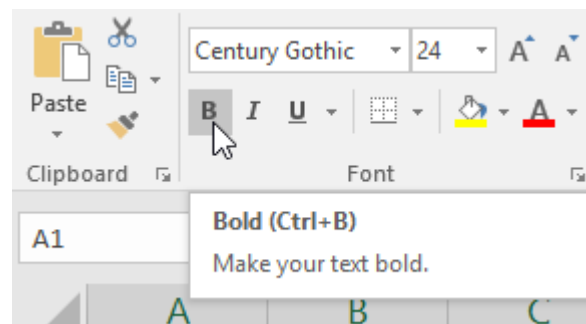 Century Gothic 24 A A
Paste
B I U A
Clipboard Font
Bold (Ctrl+B)
A1
Make your text bold.
A B C